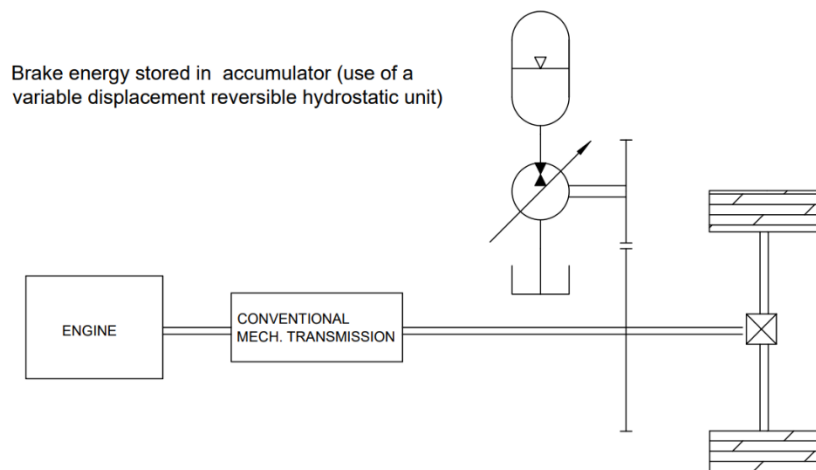 Brake energy stored in accumulator (use of a
variable displacement reversible hydrostatic unit)
ENGINE
CONVENTIONAL
MECH. TRANSMISSION